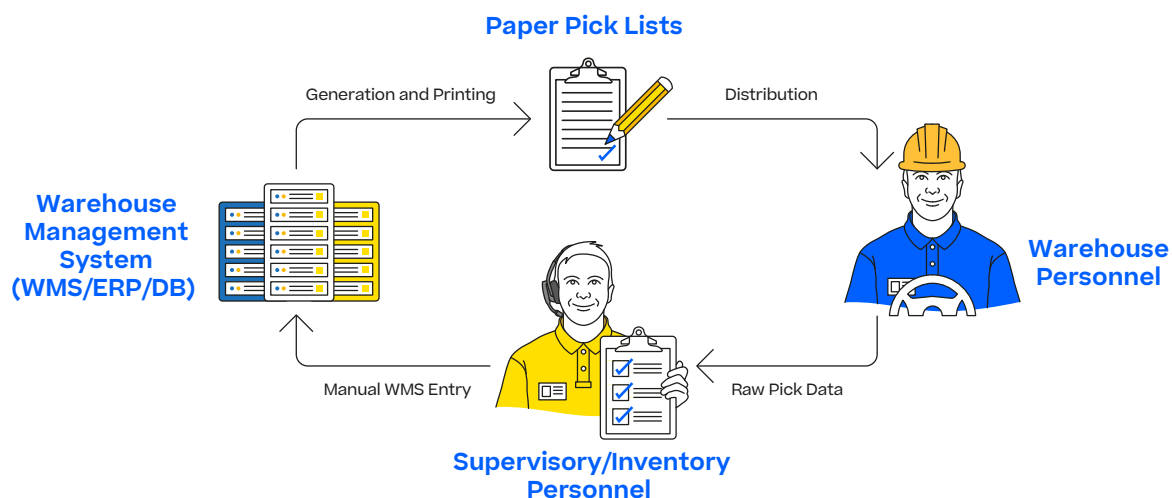 Paper Pick Lists
Generation and Printing
Distribution
Warehouse
Management
System
(WMS/ERP/DB)
Warehouse
Personnel
Manual WMS Entry
Raw Pick Data
Supervisory/Inventory
Personnel